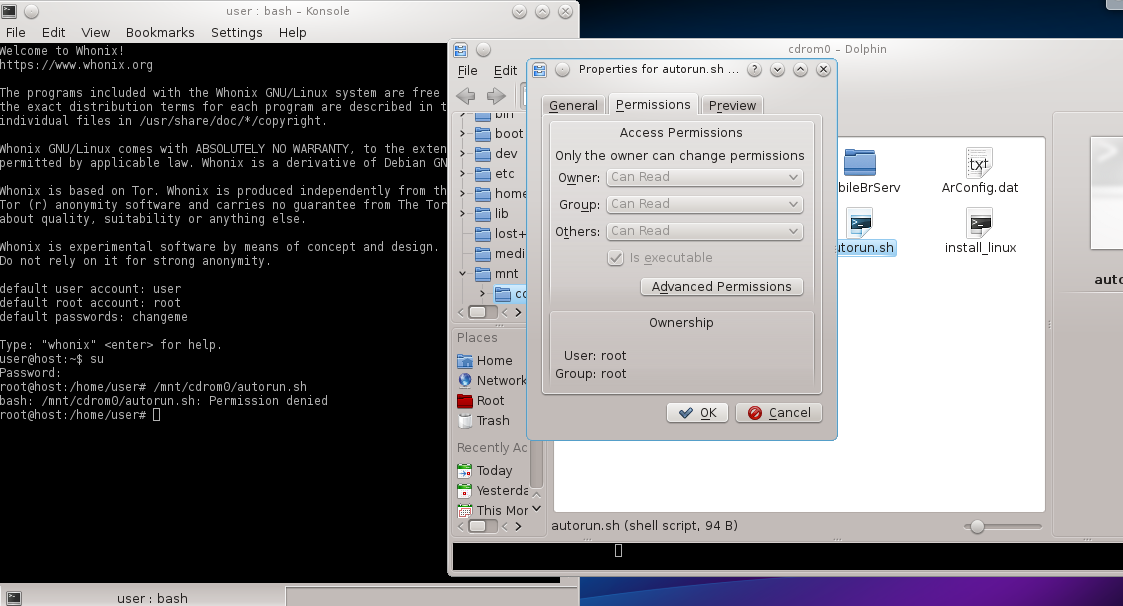 user : bash – Konsole
File Edit View Bookmarks Settings Help
Welcome to Whonix!
https://www.whonix.org
The programs included with the Whonix GNU/Linux system are free
the exact distribution terms for each program are described in t
individual files in /usr/share/doc/*/copyright.
Whonix GNU/Linux comes with ABSOLUTELY NO WARRANTY, to the exten
permitted by applicable law. Whonix is a derivative of Debian GN
Whonix is based on Tor. Whonix is produced independently from th
Tor (r) anonymity software and carries no guarantee from The Tor
about quality, suitability or anything else.
Whonix is experimental software by means of concept and design.
Do not rely on it for strong anonymity.
default user account: user
default root account: root
default passwords: changeme
Type: "whonix" <enter> for help.
user@host:~$ su
Password:
root@host:/home/user# /mnt/cdrom0/autorun.sh
bash: /mnt/cdrom0/autorun.sh: Permission denied
root@host:/home/user#
user : bash
cdrom0 – Dolphin
File Edit
bin
boot
dev
etc
home
lib
lost+
medi
mnt
cd
Places
Home
Network
Root
Trash
Recently Ac
Today
Yesterda
This Mor
Properties for autorun.sh ...
?
General Permissions Preview
Access Permissions
Only the owner can change permissions
Owner: Can Read
Group: Can Read
Others: Can Read
Is executable
Advanced Permissions
Ownership
User: root
Group: root
OK Cancel
bileBrServ
txt
ArConfig.dat
autorun.sh
install_linux
auto
autorun.sh (shell script, 94 B)